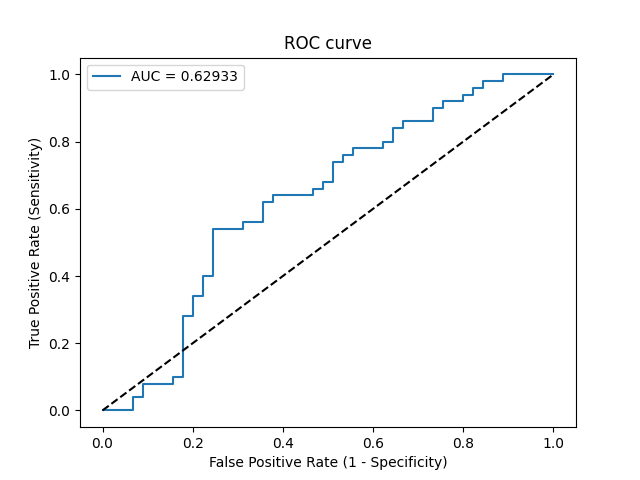 ROC curve
AUC = 0.62933
True Positive Rate (Sensitivity)
1.0
0.8
0.6
0.4
0.2
0.0
0.0 0.2 0.4 0.6 0.8 1.0
False Positive Rate (1 - Specificity)